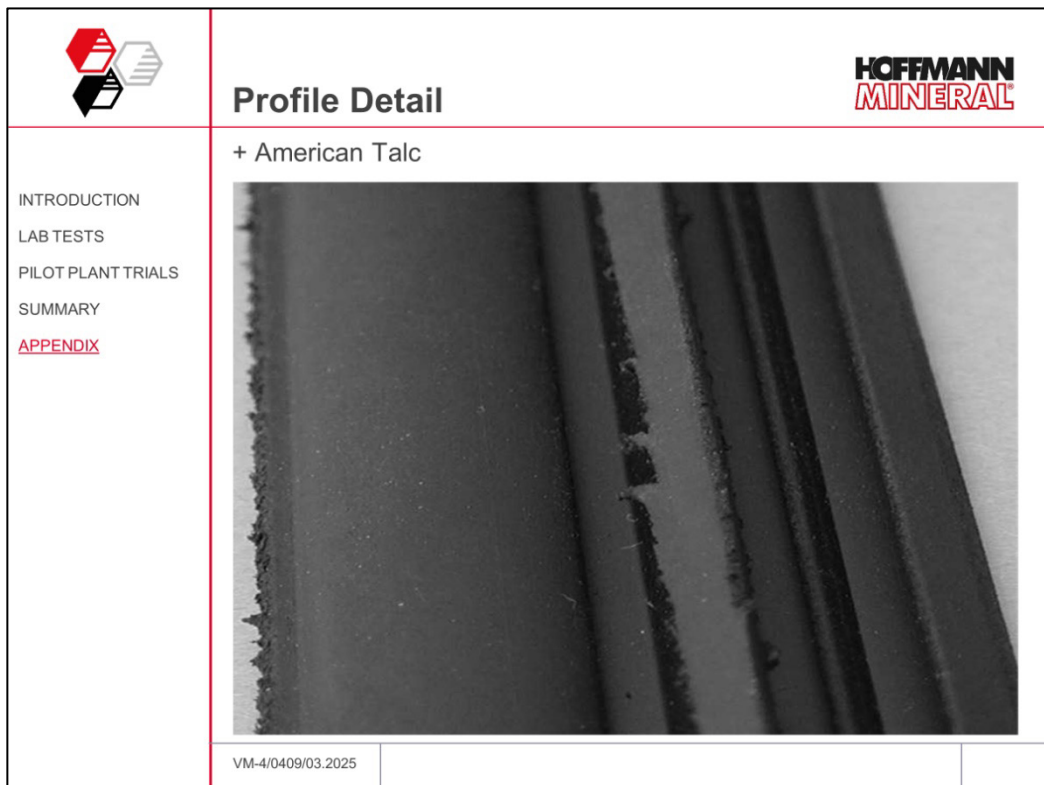 Profile Detail
HOFFMANN
MINERAL®
+ American Talc
INTRODUCTION
LAB TESTS
PILOT PLANT TRIALS
SUMMARY
APPENDIX
VM-4/0409/03.2025